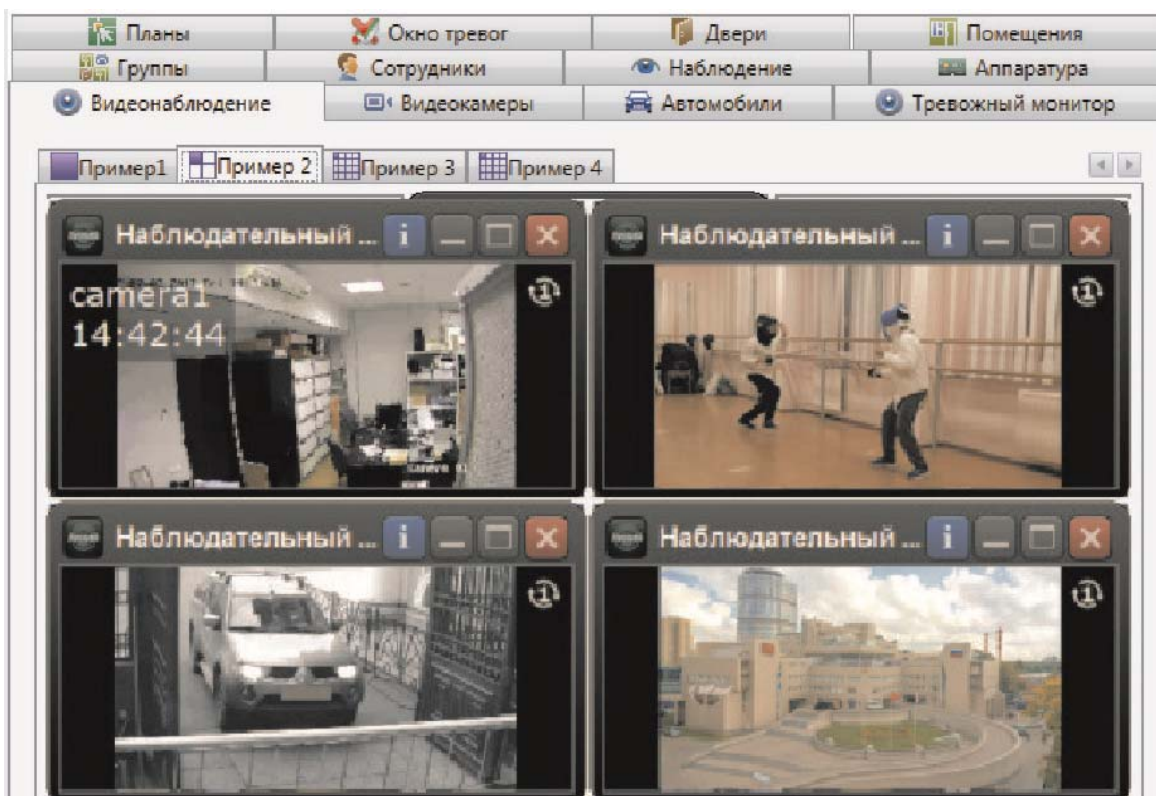 Планы Окно тревог Двери Помещения
Группы Сотрудники Наблюдение Аппаратура
Видеонаблюдение Видеокамеры Автомобили Тревожный монитор
Пример1 Пример 2 Пример 3 Пример 4
Наблюдательный ... Наблюдательный ...
camera1
14:42:44
Наблюдательный ... Наблюдательный ...